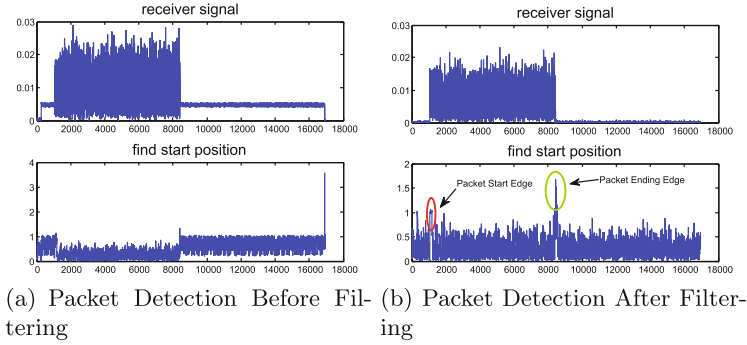 receiver signal
0.03
0.02
0.01
0
0 2000 4000 6000 8000 10000 12000 14000 16000 18000
find start position
4
3
2
1
0
0 2000 4000 6000 8000 10000 12000 14000 16000 18000
(a) Packet Detection Before Fil-
tering
receiver signal
0.03
0.02
0.01
0
0 2000 4000 6000 8000 10000 12000 14000 16000 18000
find start position
2
1.5
1
0.5
0
Packet Start Edge
Packet Ending Edge
0 2000 4000 6000 8000 10000 12000 14000 16000 18000
(b) Packet Detection After Filter-
ing